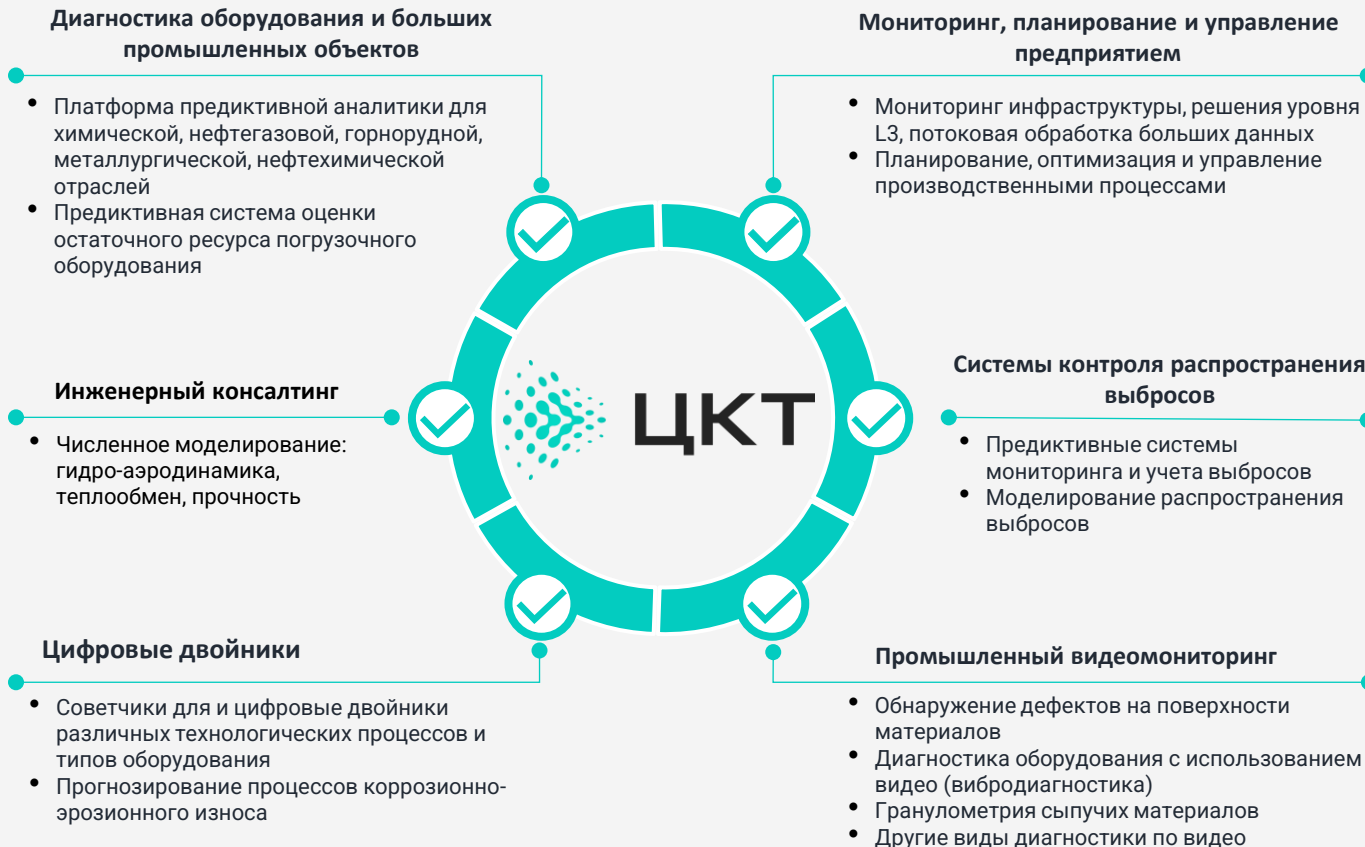 Диагностика оборудования и больших
промышленных объектов
• Платформа предиктивной аналитики для
химической, нефтегазовой, горнорудной,
металлургической, нефтехимической
отраслей
• Предиктивная система оценки
остаточного ресурса погрузочного
оборудования
Мониторинг, планирование и управление
предприятием
• Мониторинг инфраструктуры, решения уровня
L3, потоковая обработка больших данных
• Планирование, оптимизация и управление
производственными процессами
Инженерный консалтинг
• Численное моделирование:
гидро-аэродинамика,
теплообмен, прочность
ЦКТ
Системы контроля распространения
выбросов
• Предиктивные системы
мониторинга и учета выбросов
• Моделирование распространения
выбросов
Цифровые двойники
• Советчики для и цифровые двойники
различных технологических процессов и
типов оборудования
• Прогнозирование процессов коррозионно-
эрозионного износа
Промышленный видеомониторинг
• Обнаружение дефектов на поверхности
материалов
• Диагностика оборудования с использованием
видео (вибродиагностика)
• Гранулометрия сыпучих материалов
• Другие виды диагностики по видео